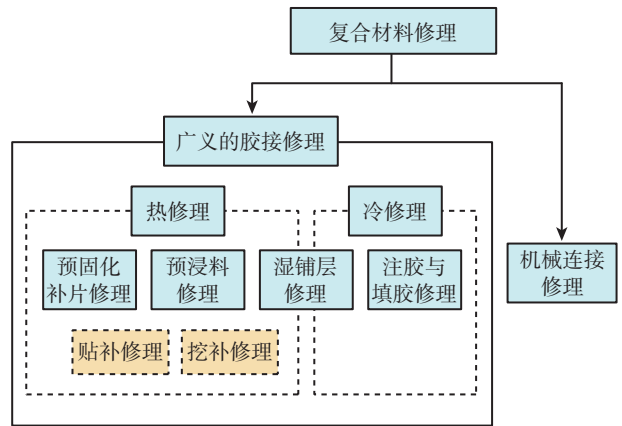 复合材料修理
广义的胶接修理
热修理
冷修理
预固化
补片修理
预浸料
修理
湿铺层
修理
注胶与
填胶修理
机械连接
修理
贴补修理
挖补修理